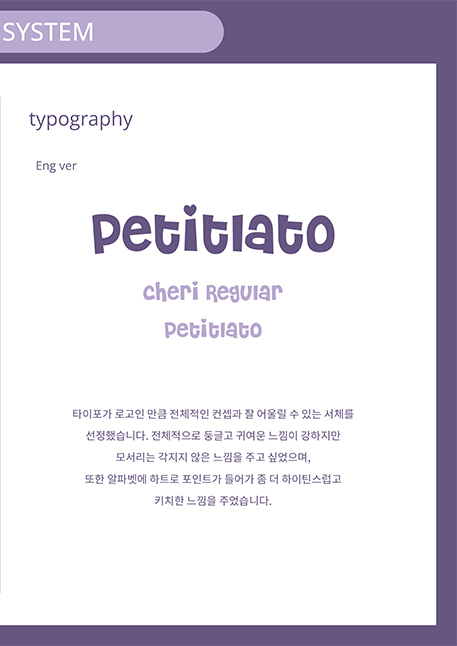 SYSTEM
typography
Eng ver
Petitlato
Cheri Regular
Petitlato
타이포가 로고인 만큼 전체적인 컨셉과 잘 어울릴 수 있는 서체를
선정했습니다. 전체적으로 둥글고 귀여운 느낌이 강하지만
모서리는 각지지 않은 느낌을 주고 싶었으며,
또한 알파벳에 하트로 포인트가 들어가 좀 더 하이틴스럽고
키치한 느낌을 주었습니다.